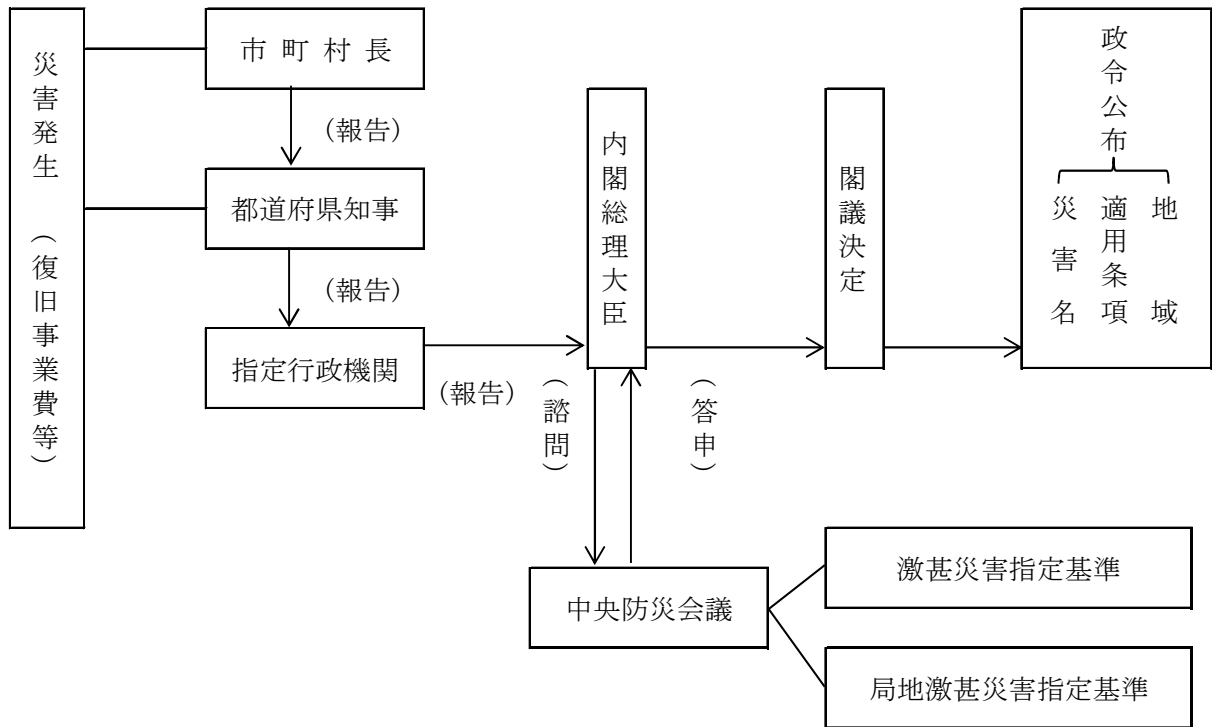 災害発生 （復旧事業費等）
市町村長
（報告）
都道府県知事
（報告）
指定行政機関
（報告）
内閣総理大臣
（諮問）
（答申）
閣議決定
政令公布
災害名
適用条項
地域
中央防災会議
激甚災害指定基準
局地激甚災害指定基準